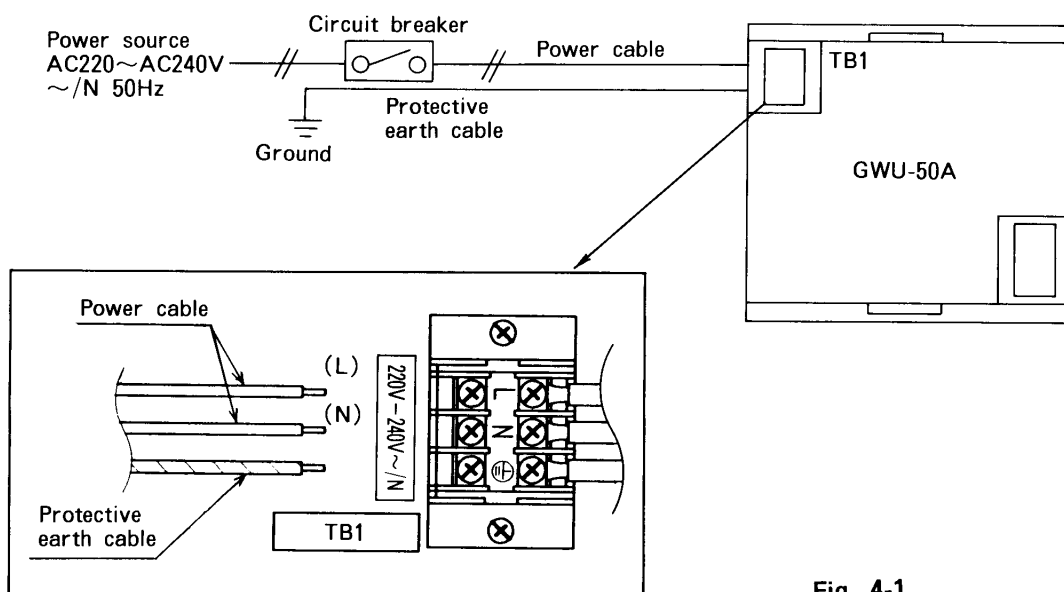 Circuit breaker
Power source
AC220～AC240V
～/N 50Hz
Power cable
Protective
earth cable
Ground
TB1
GWU-50A
Power cable
(L)
(N)
220V－240V～/N
L
N
Protective
earth cable
TB1
Fig. 4-1